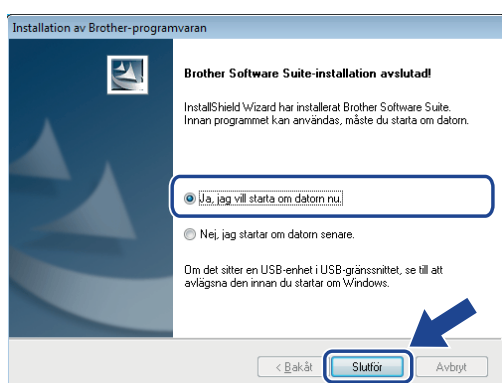 Installation av Brother-programvaran
Brother Software Suite-installation avslutad!
InstallShield Wizard har installerat Brother Software Suite.
Innan programmet kan användas, måste du starta om datorn.
Ja, jag vill starta om datorn nu.
Nej, jag startar om datorn senare.
Om det sitter en USB-enhet i USB-gränssnittet, se till att
avlägsna den innan du startar om Windows.
< Bakåt
Slutför
Avbryt